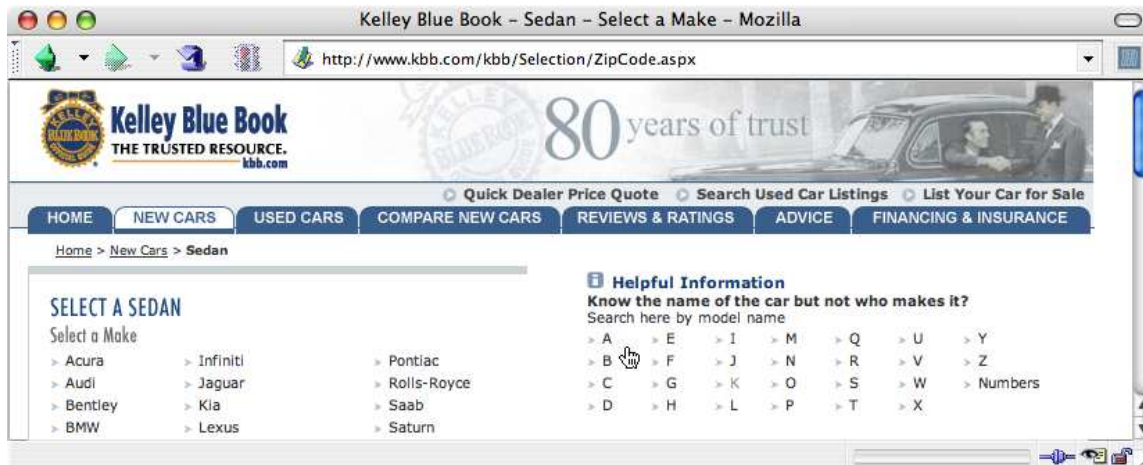 Kelley Blue Book – Sedan – Select a Make – Mozilla
http://www.kbb.com/kbb/Selection/ZipCode.aspx
Kelley Blue Book
THE TRUSTED RESOURCE.
kbb.com
80 years of trust
Quick Dealer Price Quote Search Used Car Listings List Your Car for Sale
HOME NEW CARS USED CARS COMPARE NEW CARS REVIEWS & RATINGS ADVICE FINANCING & INSURANCE
Home > New Cars > Sedan
SELECT A SEDAN
Select a Make
> Acura > Infiniti > Pontiac
> Audi > Jaguar > Rolls-Royce
> Bentley > Kia > Saab
> BMW > Lexus > Saturn
Helpful Information
Know the name of the car but not who makes it?
Search here by model name
> A > E > I > M > Q > U > Y
> B > F > J > N > R > V > Z
> C > G > K > O > S > W > Numbers
> D > H > L > P > T > X